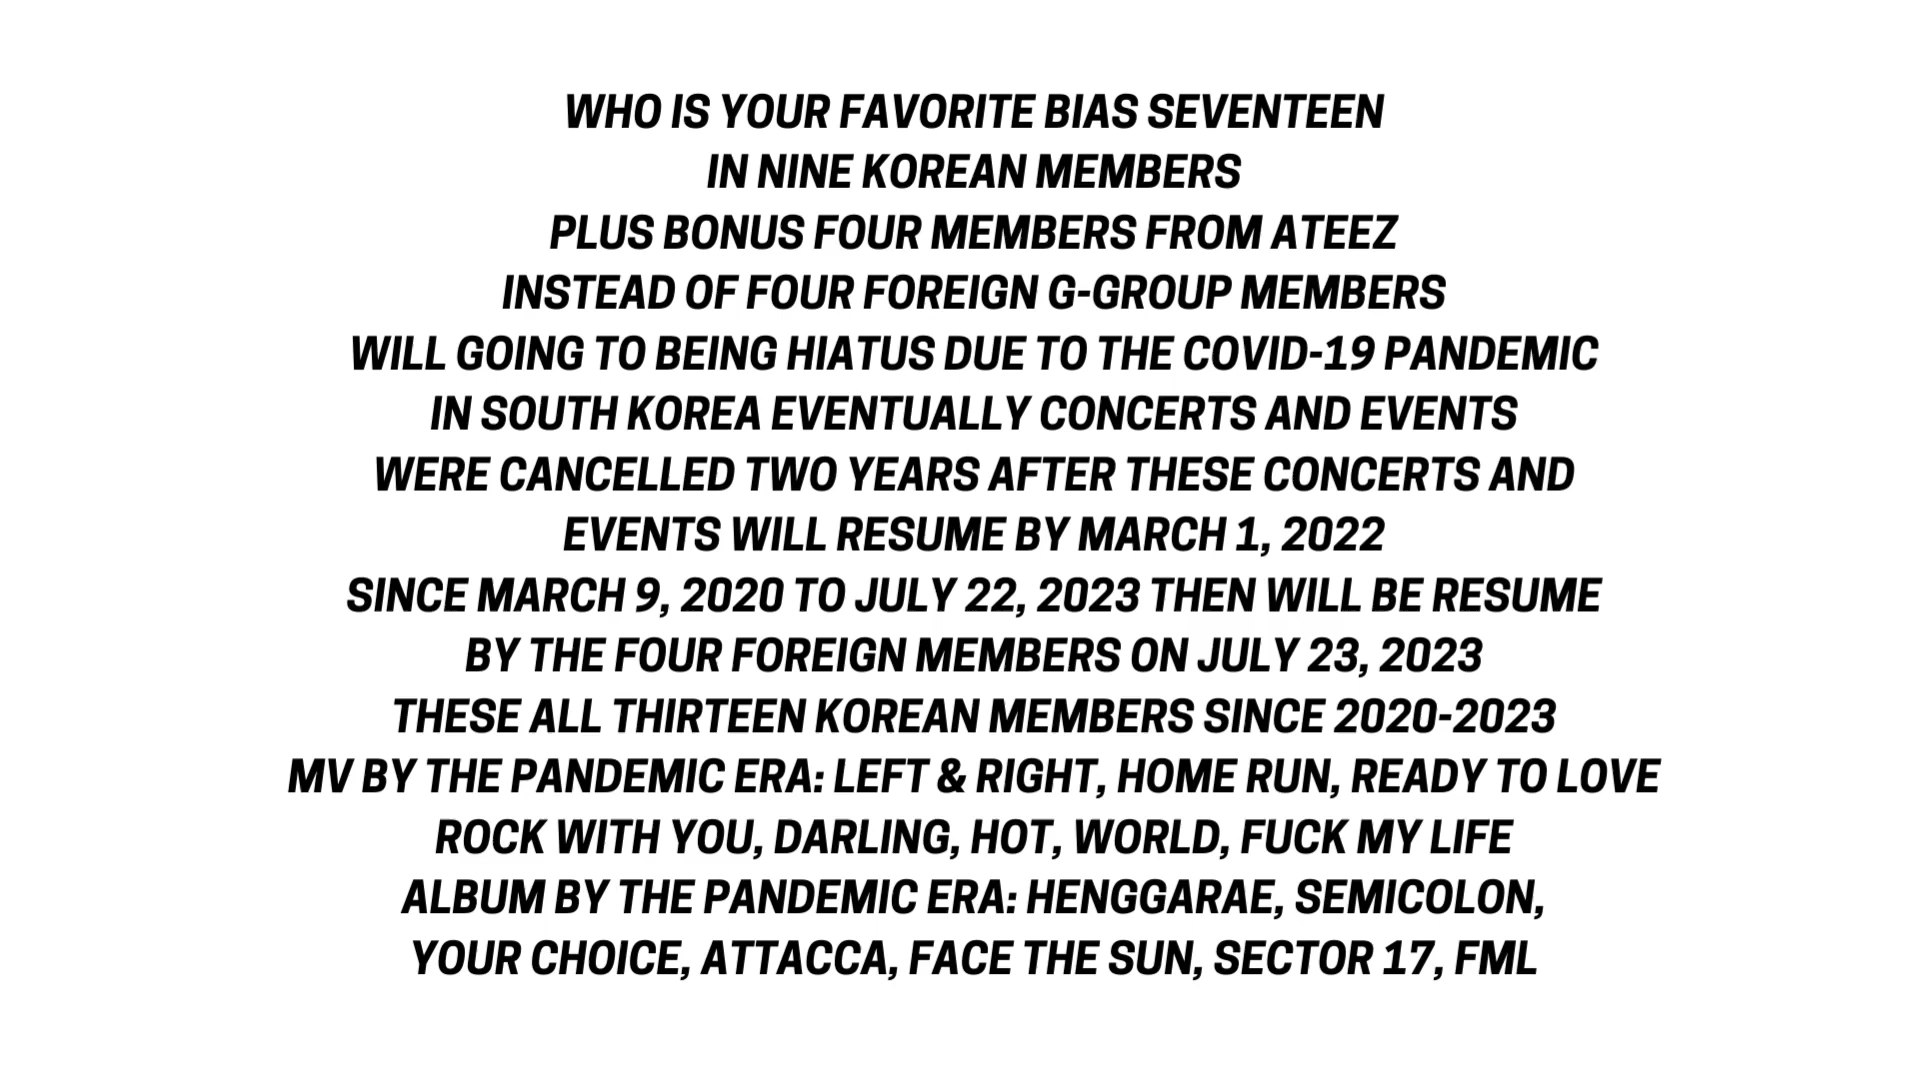 WHO IS YOUR FAVORITE BIAS SEVENTEEN
IN NINE KOREAN MEMBERS
PLUS BONUS FOUR MEMBERS FROM ATEEZ
INSTEAD OF FOUR FOREIGN G-GROUP MEMBERS
WILL GOING TO BEING HIATUS DUE TO THE COVID-19 PANDEMIC
IN SOUTH KOREA EVENTUALLY CONCERTS AND EVENTS
WERE CANCELLED TWO YEARS AFTER THESE CONCERTS AND
EVENTS WILL RESUME BY MARCH 1, 2022
SINCE MARCH 9, 2020 TO JULY 22, 2023 THEN WILL BE RESUME
BY THE FOUR FOREIGN MEMBERS ON JULY 23, 2023
THESE ALL THIRTEEN KOREAN MEMBERS SINCE 2020-2023
MV BY THE PANDEMIC ERA: LEFT & RIGHT, HOME RUN, READY TO LOVE
ROCK WITH YOU, DARLING, HOT, WORLD, FUCK MY LIFE
ALBUM BY THE PANDEMIC ERA: HENGGARAE, SEMICOLON,
YOUR CHOICE, ATTACCA, FACE THE SUN, SECTOR 17, FML